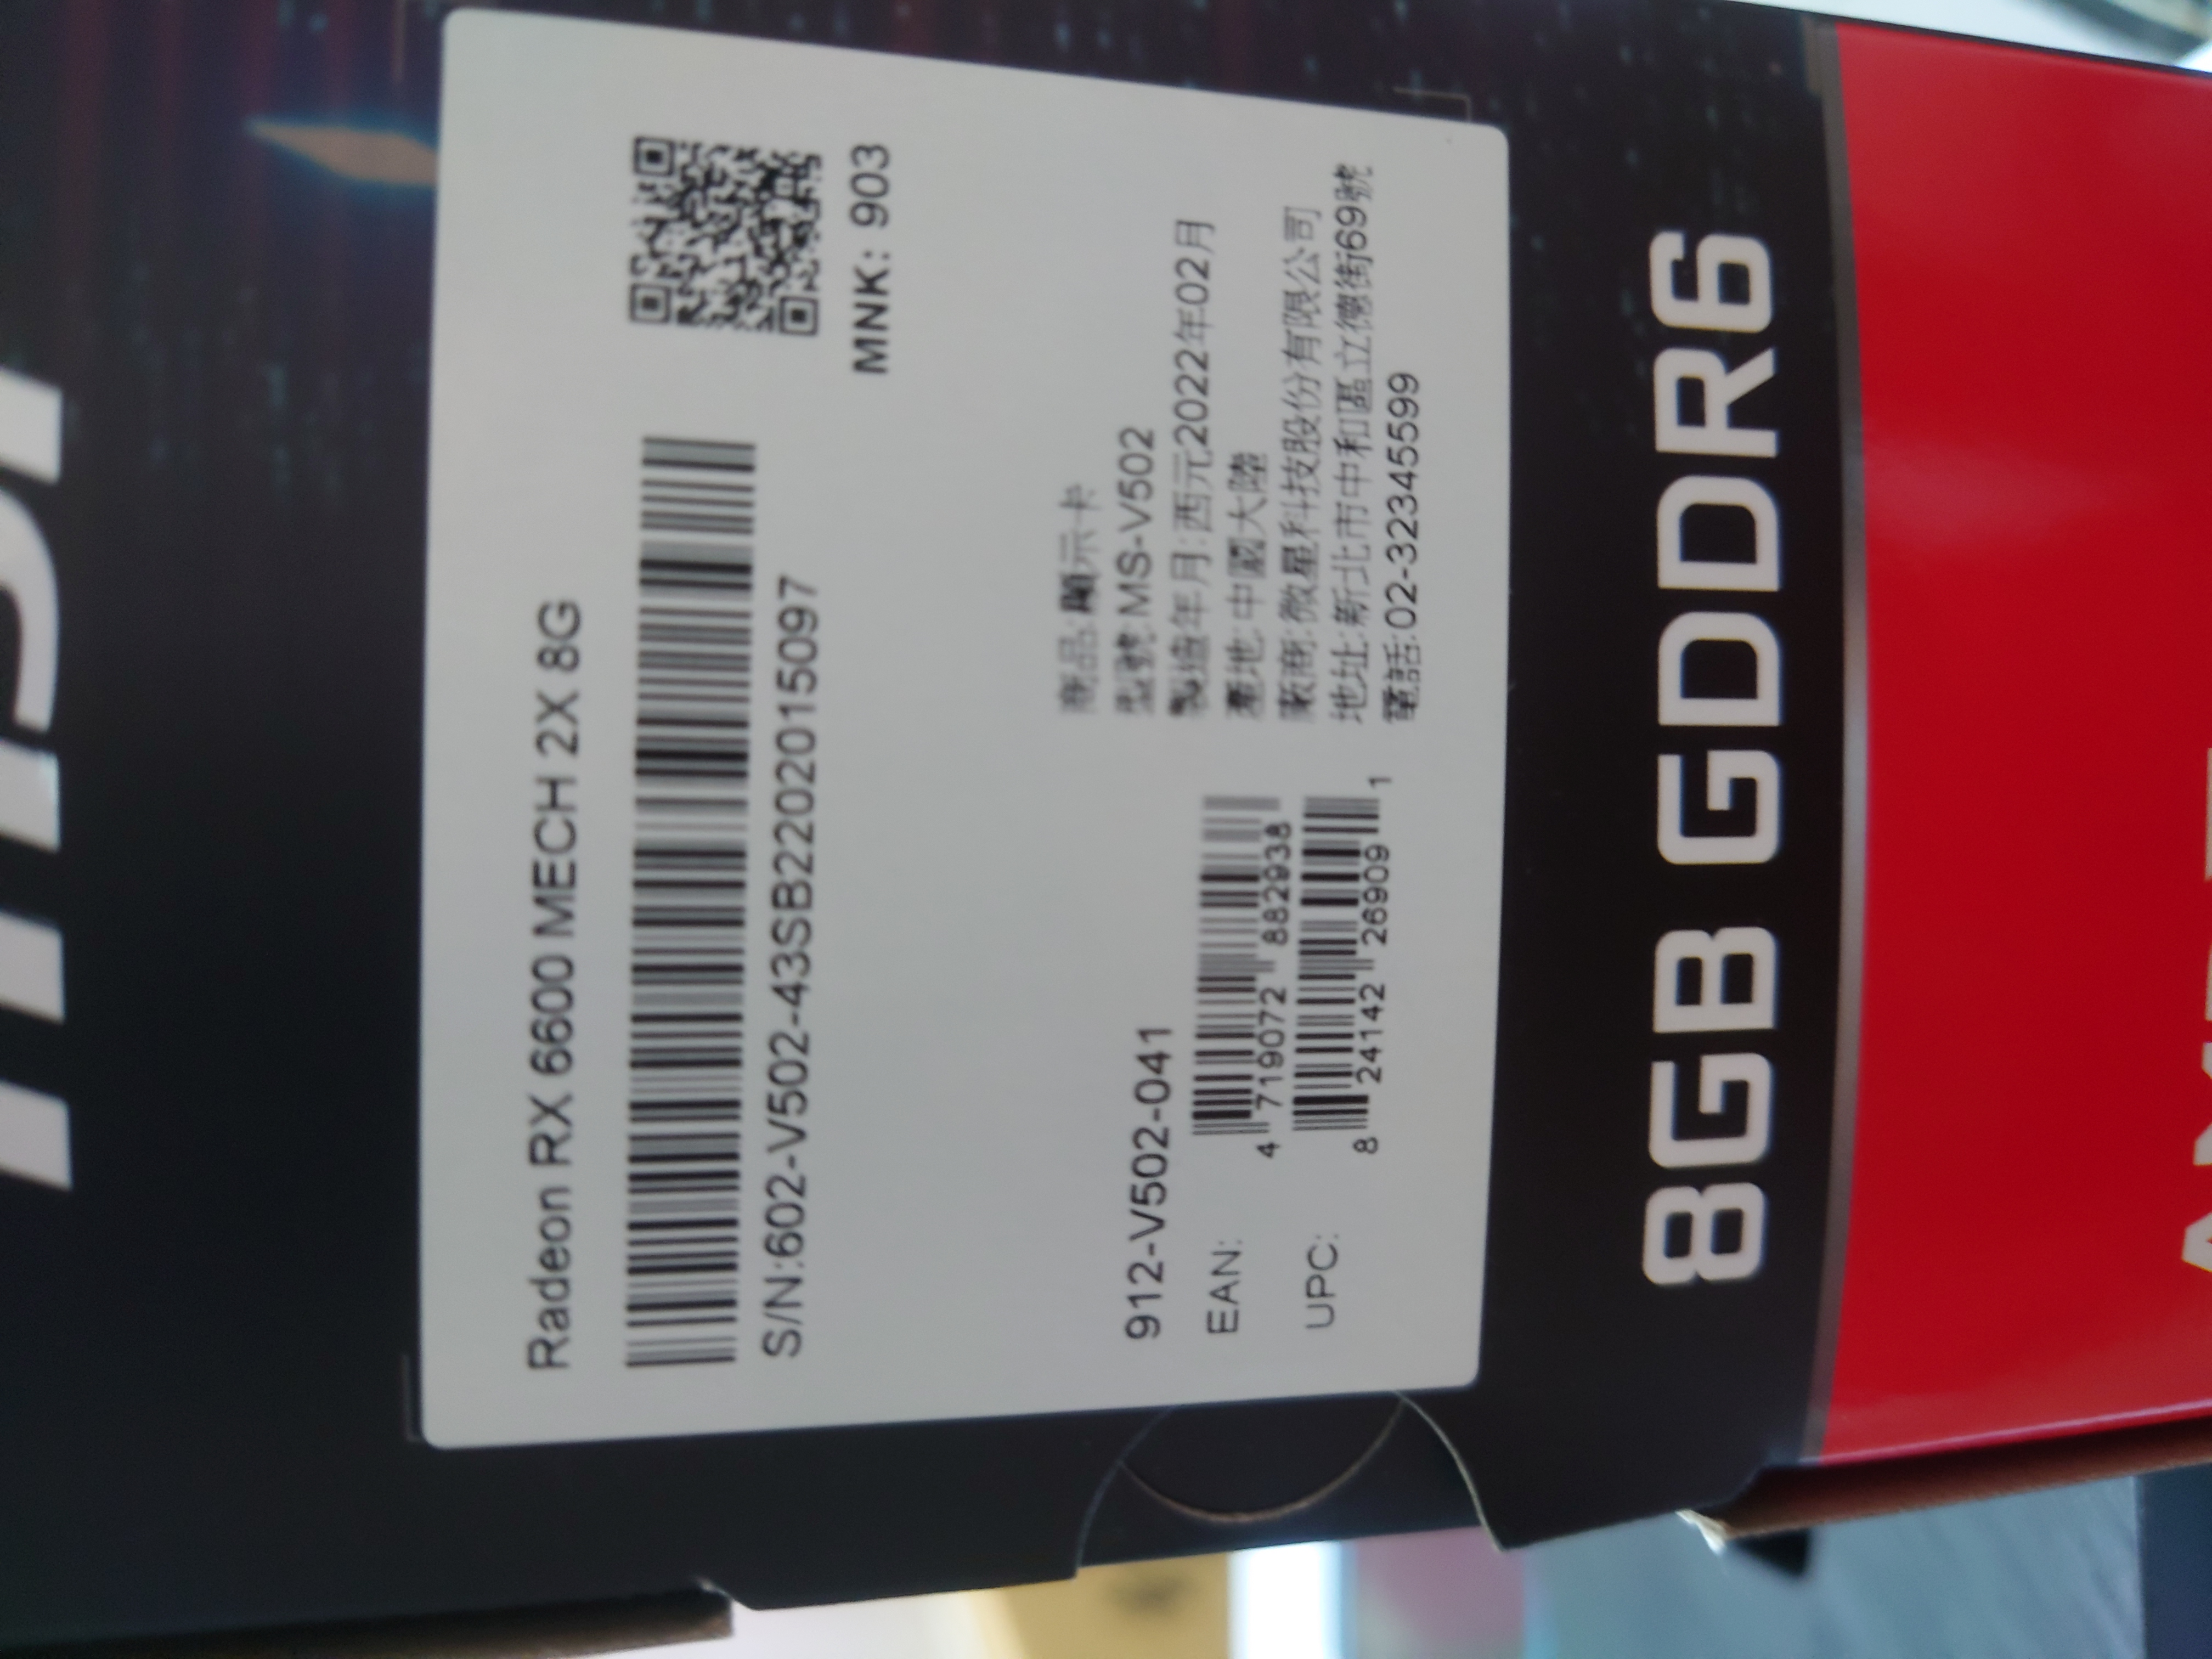 msi
Radeon RX 6600 MECH 2X 8G
S/N:602-V502-43SB2202015097
MNK: 903
912-V502-041
EAN:
4 719072 882938
UPC:
8 24142 26909 1
商品:顯示卡
型號:MS-V502
製造年月:西元2022年02月
產地:中國大陸
廠商:微星科技股份有限公司
地址:新北市中和區立德街69號
電話:02-32345599
8GB GDDR6